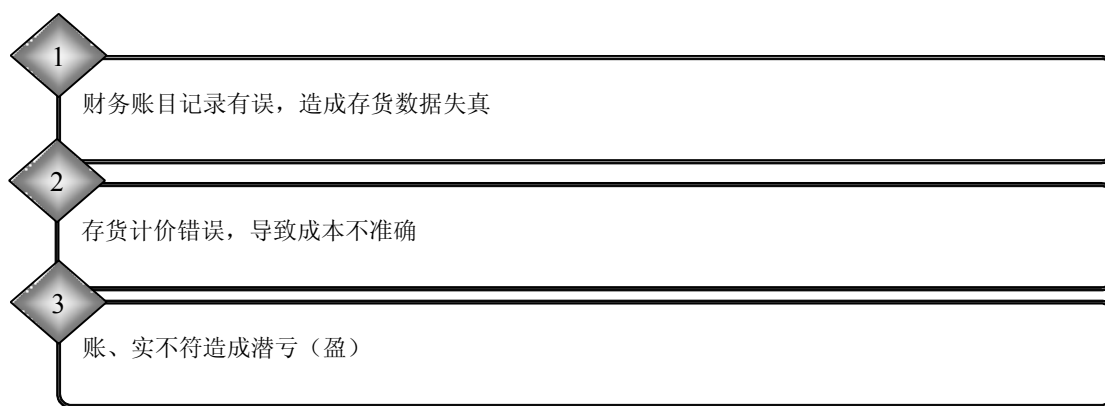 1
财务账目记录有误，造成存货数据失真
2
存货计价错误，导致成本不准确
3
账、实不符造成潜亏（盈）